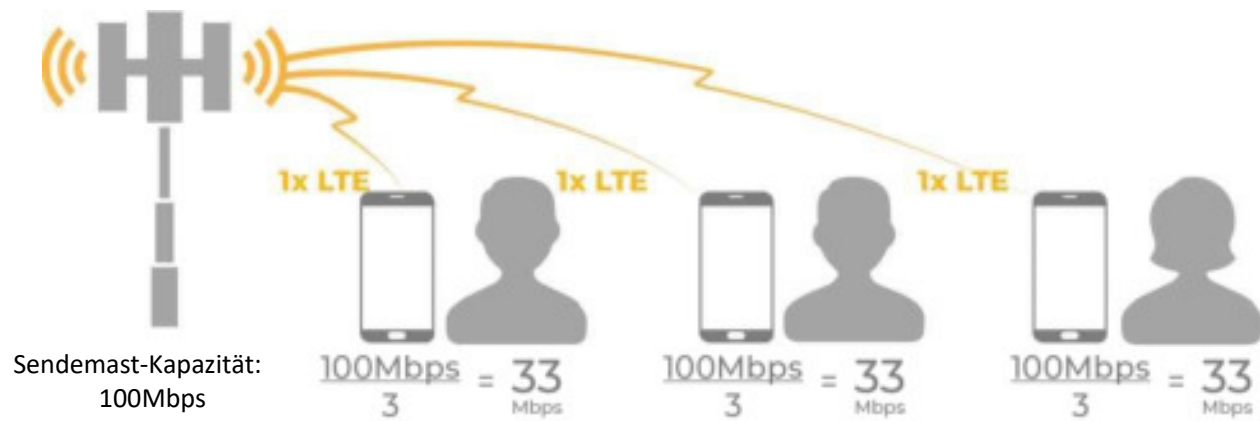 1x LTE
1x LTE
1x LTE
Sendemast-Kapazität:
100Mbps
100Mbps
3
= 33
Mbps
100Mbps
3
= 33
Mbps
100Mbps
3
= 33
Mbps